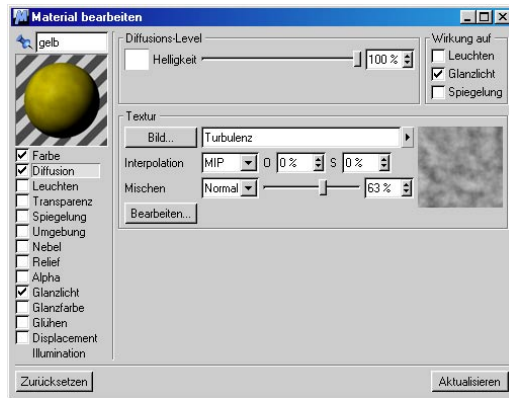 Material bearbeiten
gelb
Farbe
Diffusion
Leuchten
Transparenz
Spiegelung
Umgebung
Nebel
Relief
Alpha
Glanzlicht
Glanzfarbe
Glühen
Displacement
Illumination
Diffusions-Level
Helligkeit 100 %
Wirkung auf
Leuchten
Glanzlicht
Spiegelung
Textur
Bild... Turbulenz
Interpolation MIP O 0 % S 0 %
Mischen Normal 63 %
Bearbeiten...
Zurücksetzen Aktualisieren